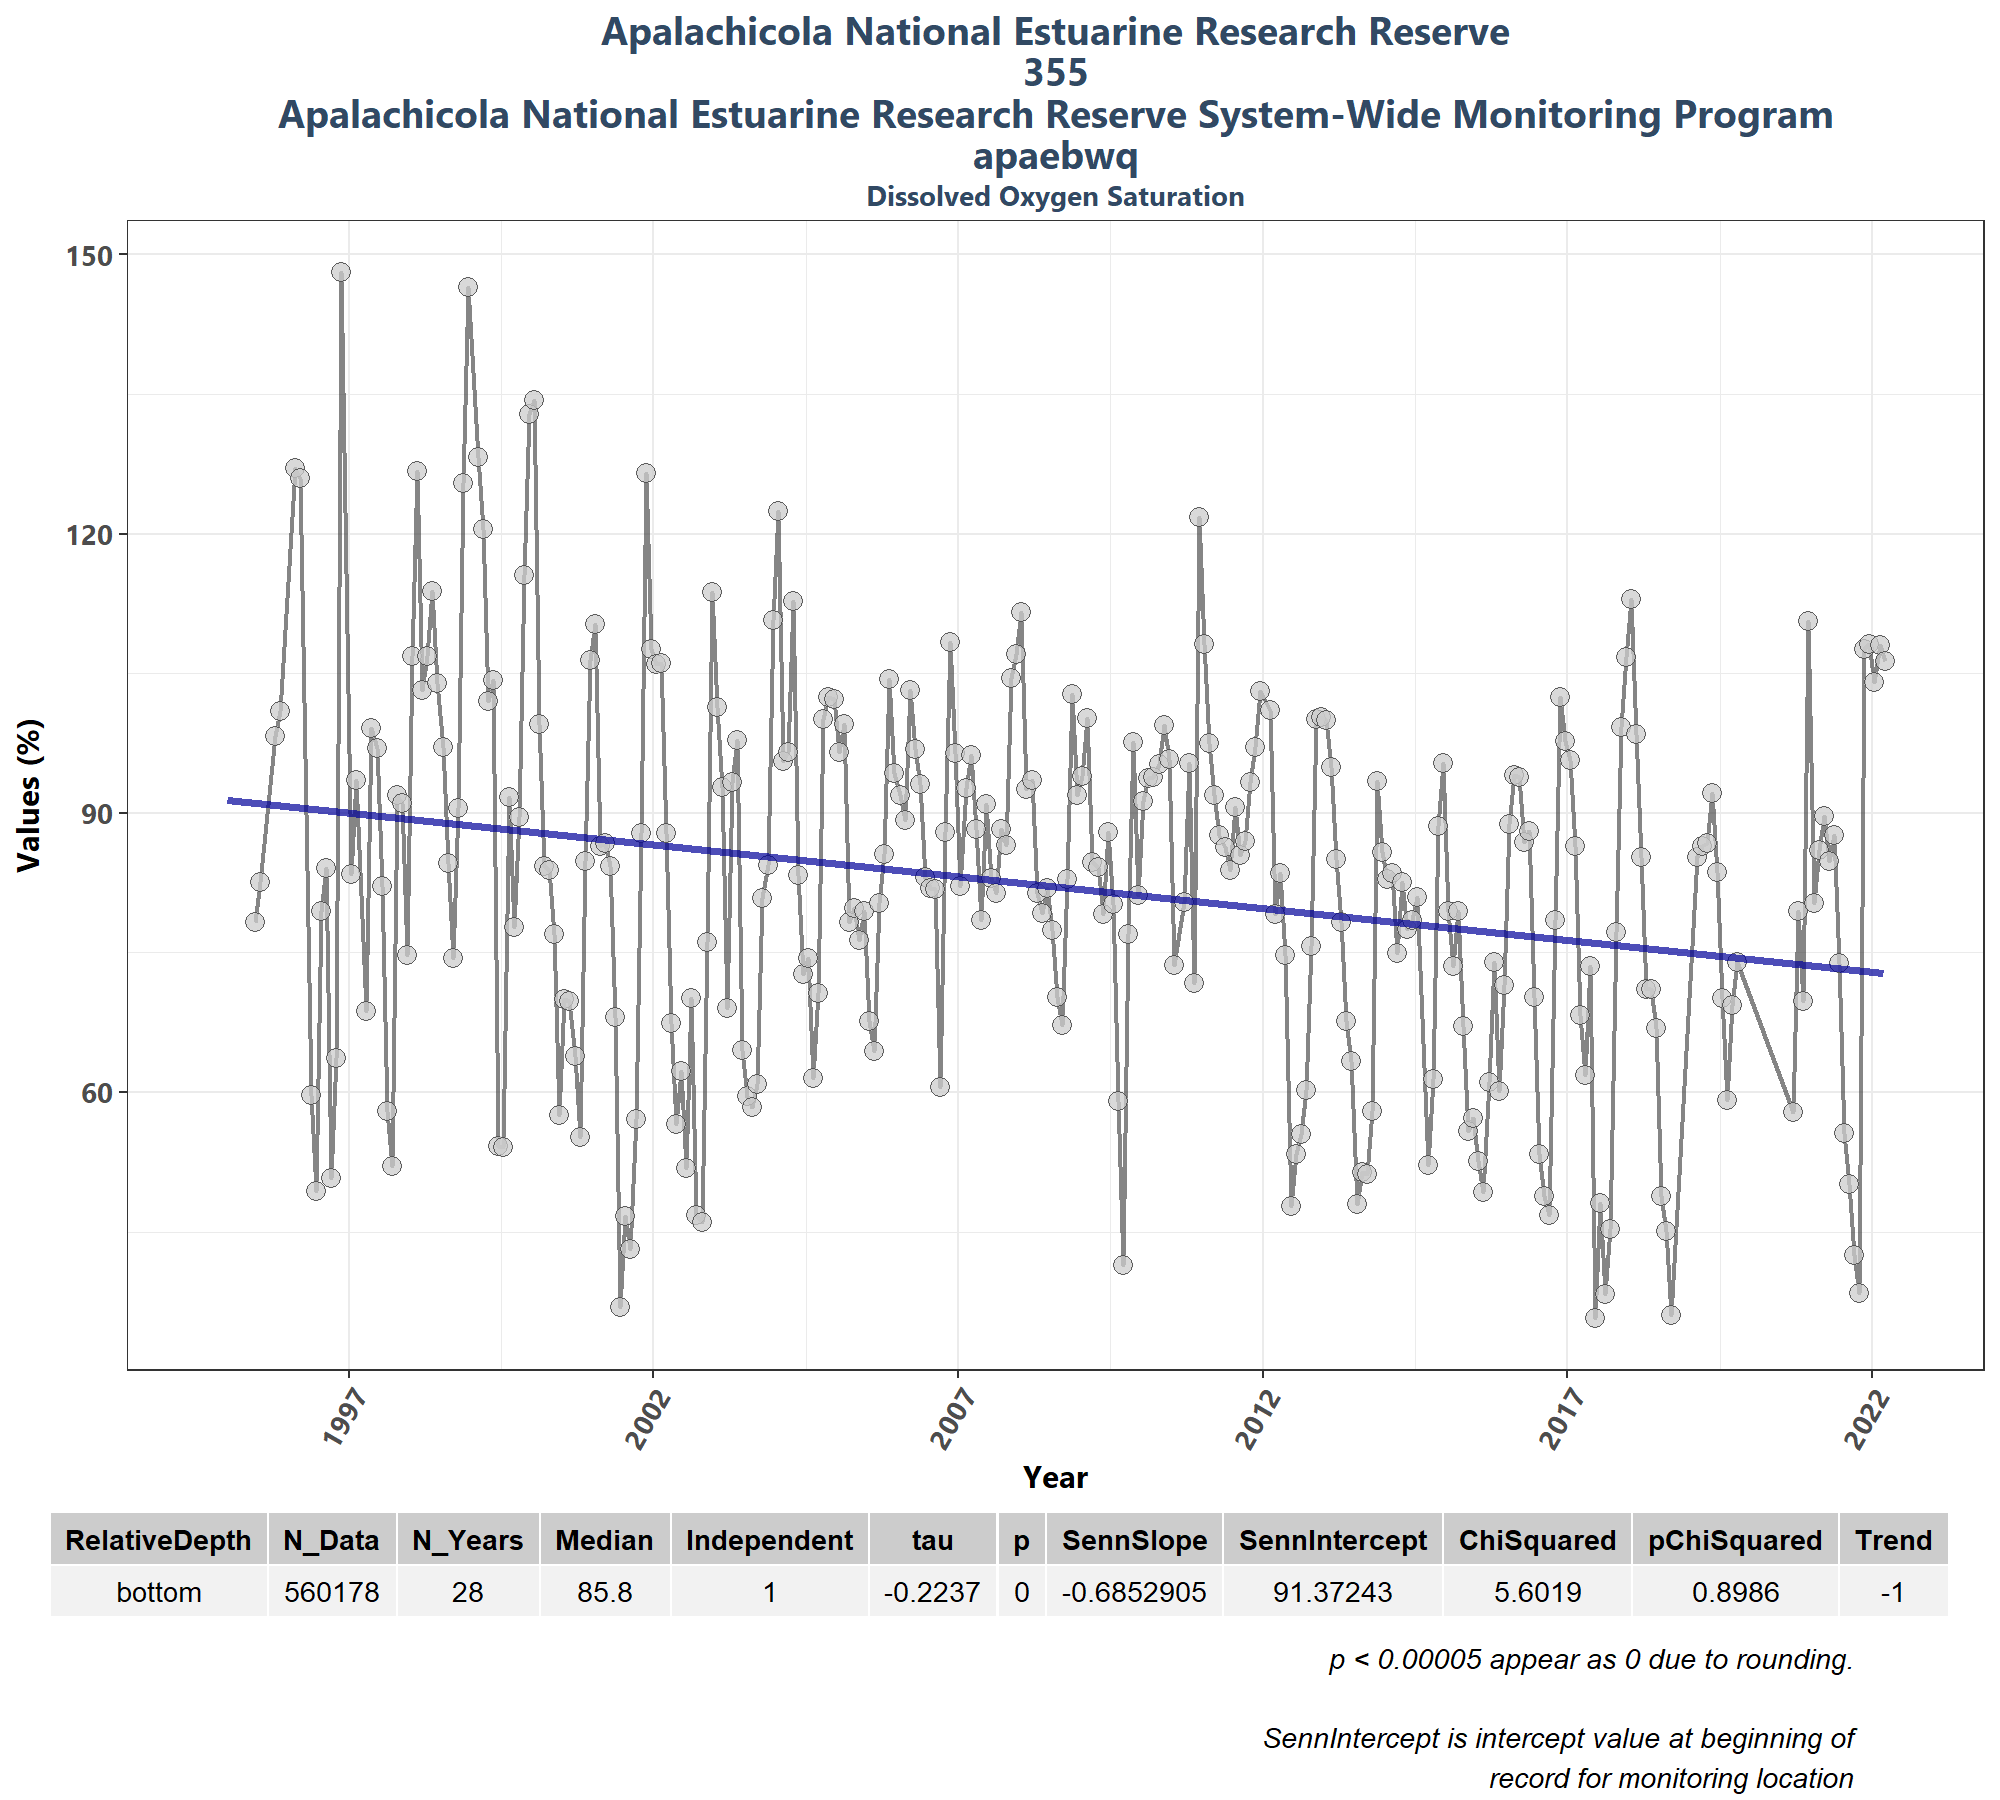 Apalachicola National Estuarine Research Reserve
355
Apalachicola National Estuarine Research Reserve System-Wide Monitoring Program
apaebwq
Dissolved Oxygen Saturation
150
120
90
60
Values (%)
1997 2002 2007 2012 2017 2022
Year
RelativeDepth N_Data N_Years Median Independent tau p SennSlope SennIntercept ChiSquared pChiSquared Trend
bottom 560178 28 85.8 1 -0.2237 0 -0.6852905 91.37243 5.6019 0.8986 -1
p < 0.00005 appear as 0 due to rounding.
SennIntercept is intercept value at beginning of
record for monitoring location